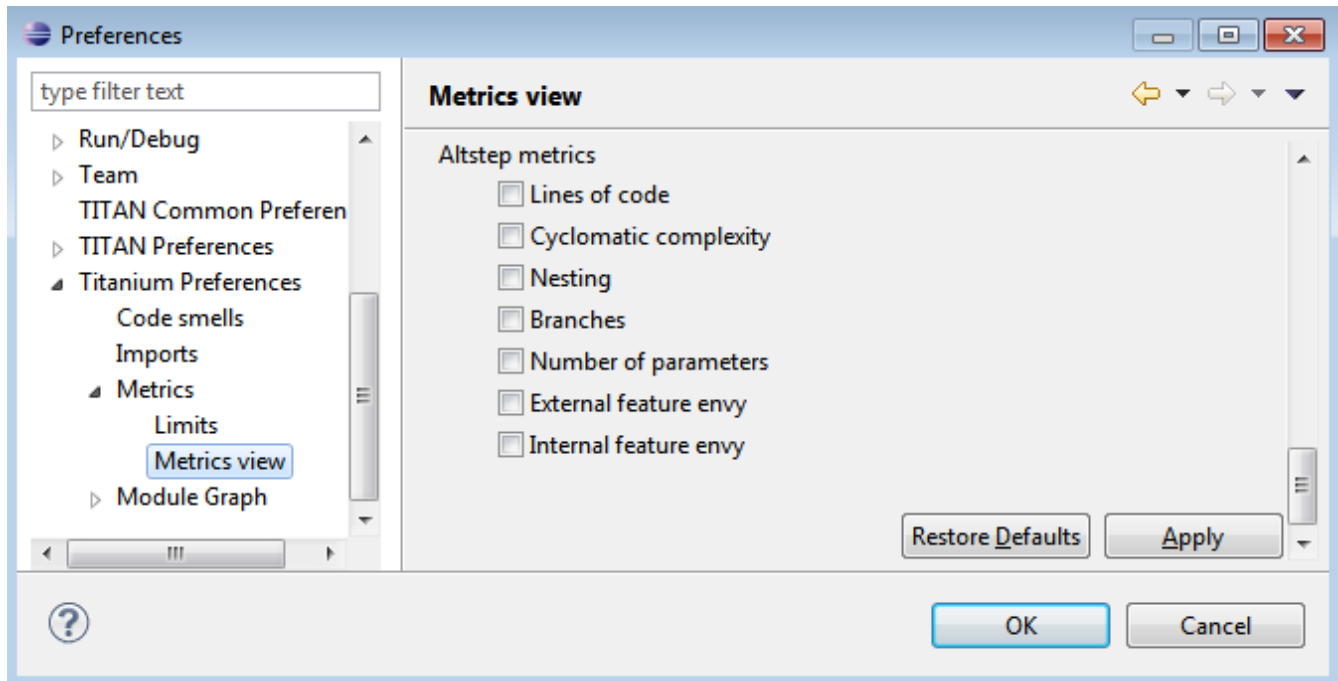 Preferences
type filter text
Run/Debug
Team
TITAN Common Preferen
TITAN Preferences
Titanium Preferences
Code smells
Imports
Metrics
Limits
Metrics view
Module Graph
Metrics view
Altstep metrics
Lines of code
Cyclomatic complexity
Nesting
Branches
Number of parameters
External feature envy
Internal feature envy
Restore Defaults
Apply
?
OK
Cancel